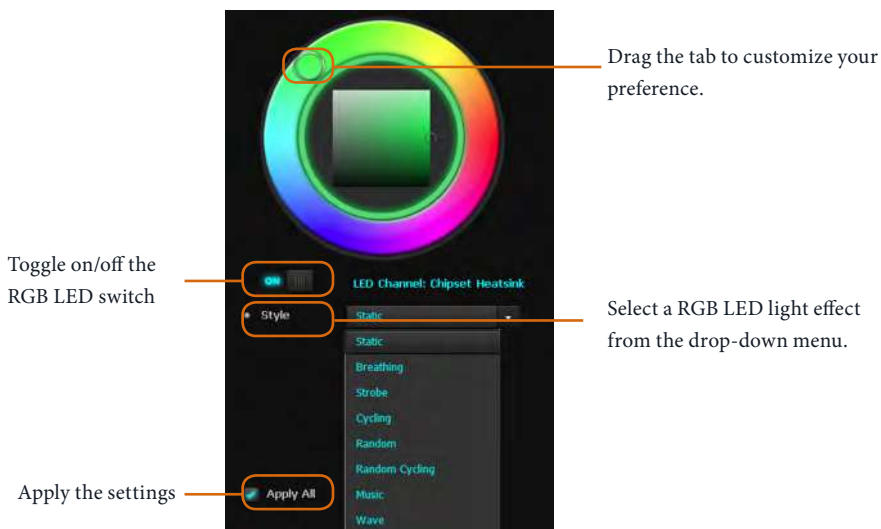 Drag the tab to customize your
preference.
Toggle on/off the
RGB LED switch
ON
LED Channel: Chipset Heatsink
Style
Static
Select a RGB LED light effect
from the drop-down menu.
Static
Breathing
Strobe
Cycling
Random
Random Cycling
Apply the settings
Apply All
Music
Wave